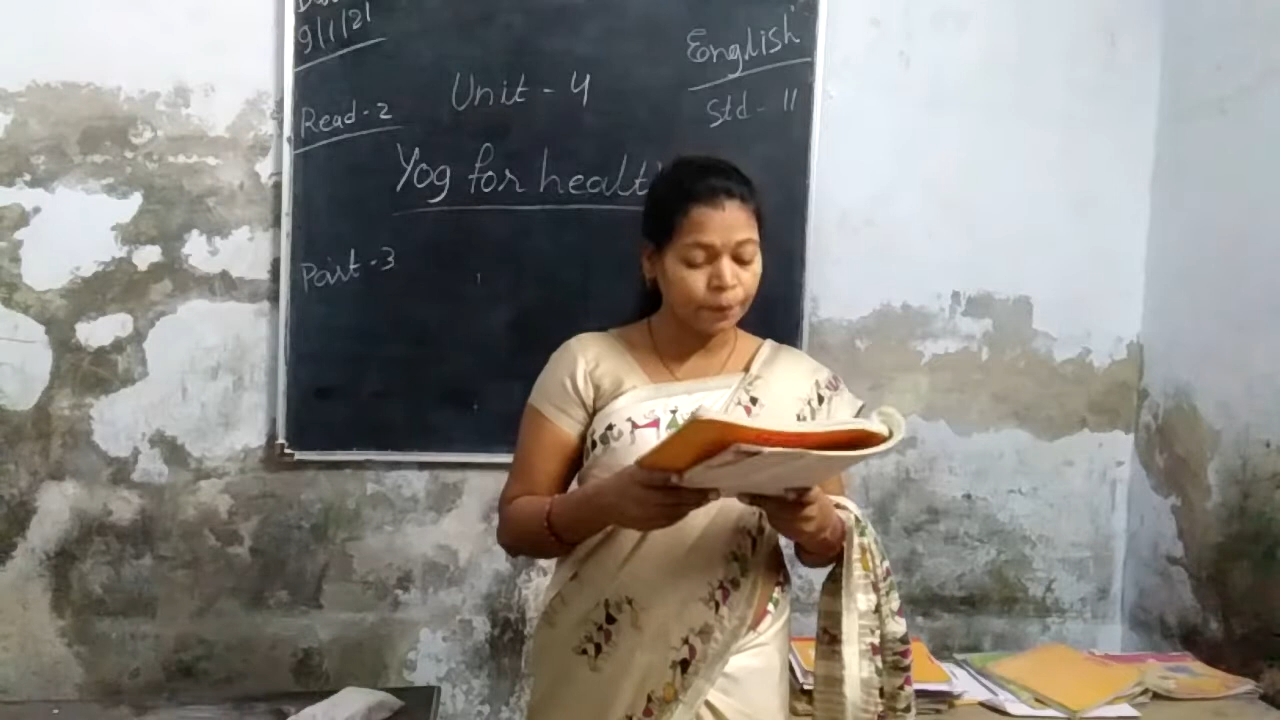 9/1/21
English
Std - 11
Unit - 4
Read - 2
Yog for healt
Part - 3